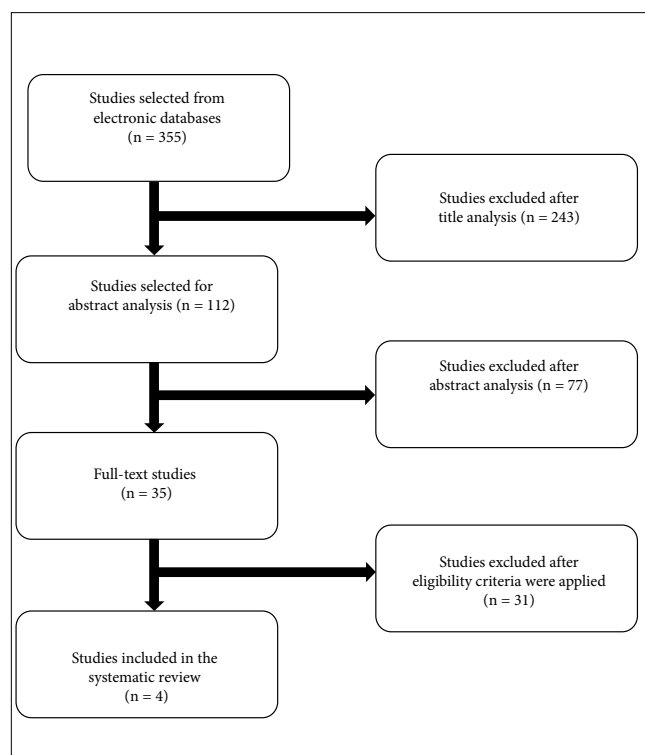 Studies selected from
electronic databases
(n = 355)
Studies excluded after
title analysis (n = 243)
Studies selected for
abstract analysis (n = 112)
Studies excluded after
abstract analysis (n = 77)
Full-text studies
(n = 35)
Studies excluded after
eligibility criteria were applied
(n = 31)
Studies included in the
systematic review
(n = 4)